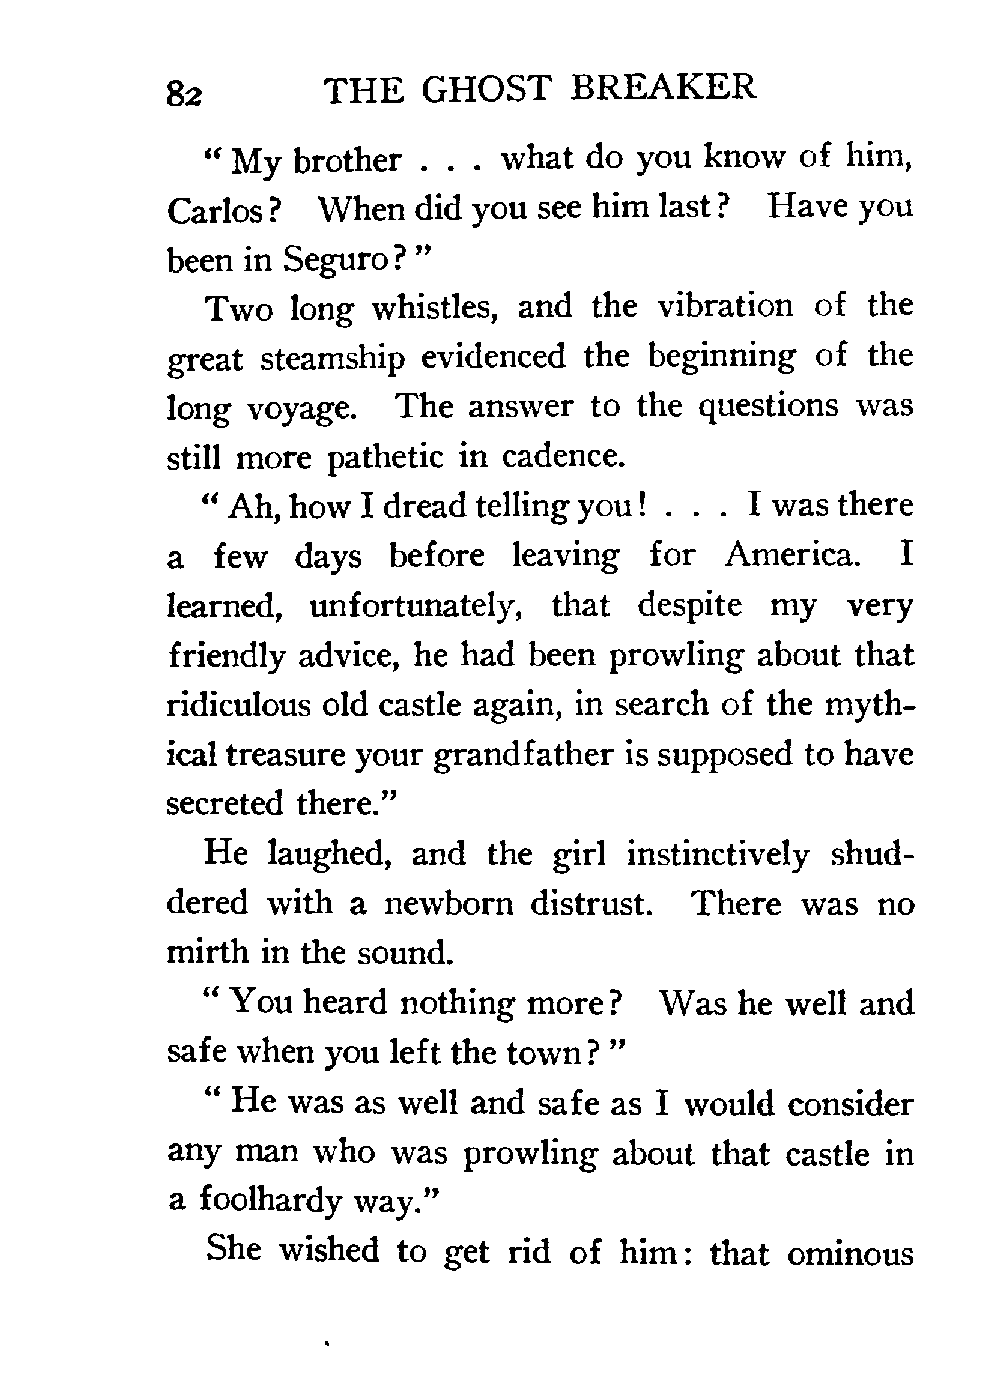 82 THE GHOST BREAKER
“ My brother . . . what do you know of him,
Carlos? When did you see him last? Have you
been in Seguro? ”
Two long whistles, and the vibration of the
great steamship evidenced the beginning of the
long voyage. The answer to the questions was
still more pathetic in cadence.
“ Ah, how I dread telling you! . . . I was there
a few days before leaving for America. I
learned, unfortunately, that despite my very
friendly advice, he had been prowling about that
ridiculous old castle again, in search of the myth-
ical treasure your grandfather is supposed to have
secreted there.”
He laughed, and the girl instinctively shud-
dered with a newborn distrust. There was no
mirth in the sound.
“ You heard nothing more? Was he well and
safe when you left the town? ”
“ He was as well and safe as I would consider
any man who was prowling about that castle in
a foolhardy way.”
She wished to get rid of him: that ominous